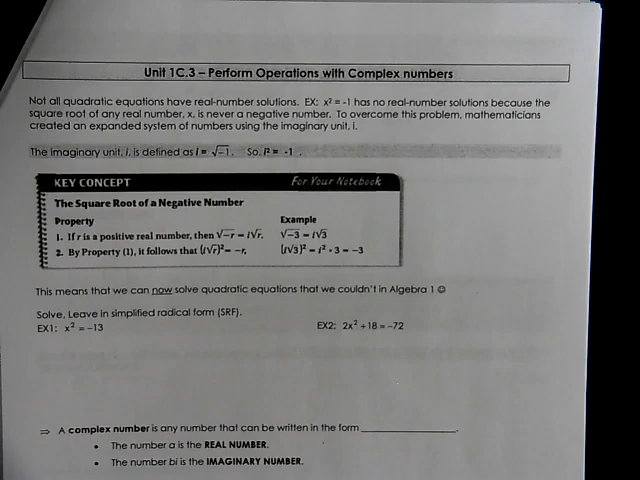 Unit 1C.3 – Perform Operations with Complex numbers
Not all quadratic equations have real-number solutions. EX: x² = -1 has no real-number solutions because the
square root of any real number, x, is never a negative number. To overcome this problem, mathematicians
created an expanded system of numbers using the imaginary unit, i.
The imaginary unit, i, is defined as i = √-1. So, i² = -1 .
KEY CONCEPT For Your Notebook
The Square Root of a Negative Number
Property Example
1. If r is a positive real number, then √-r = i√r. √-3 = i√3
2. By Property (1), it follows that (i√r)² = -r. (i√3)² = i² · 3 = -3
This means that we can now solve quadratic equations that we couldn't in Algebra 1 ☺
Solve. Leave in simplified radical form (SRF).
EX1: x² = -13 EX2: 2x² + 18 = -72
⇒ A complex number is any number that can be written in the form ______________.
• The number a is the REAL NUMBER.
• The number bi is the IMAGINARY NUMBER.